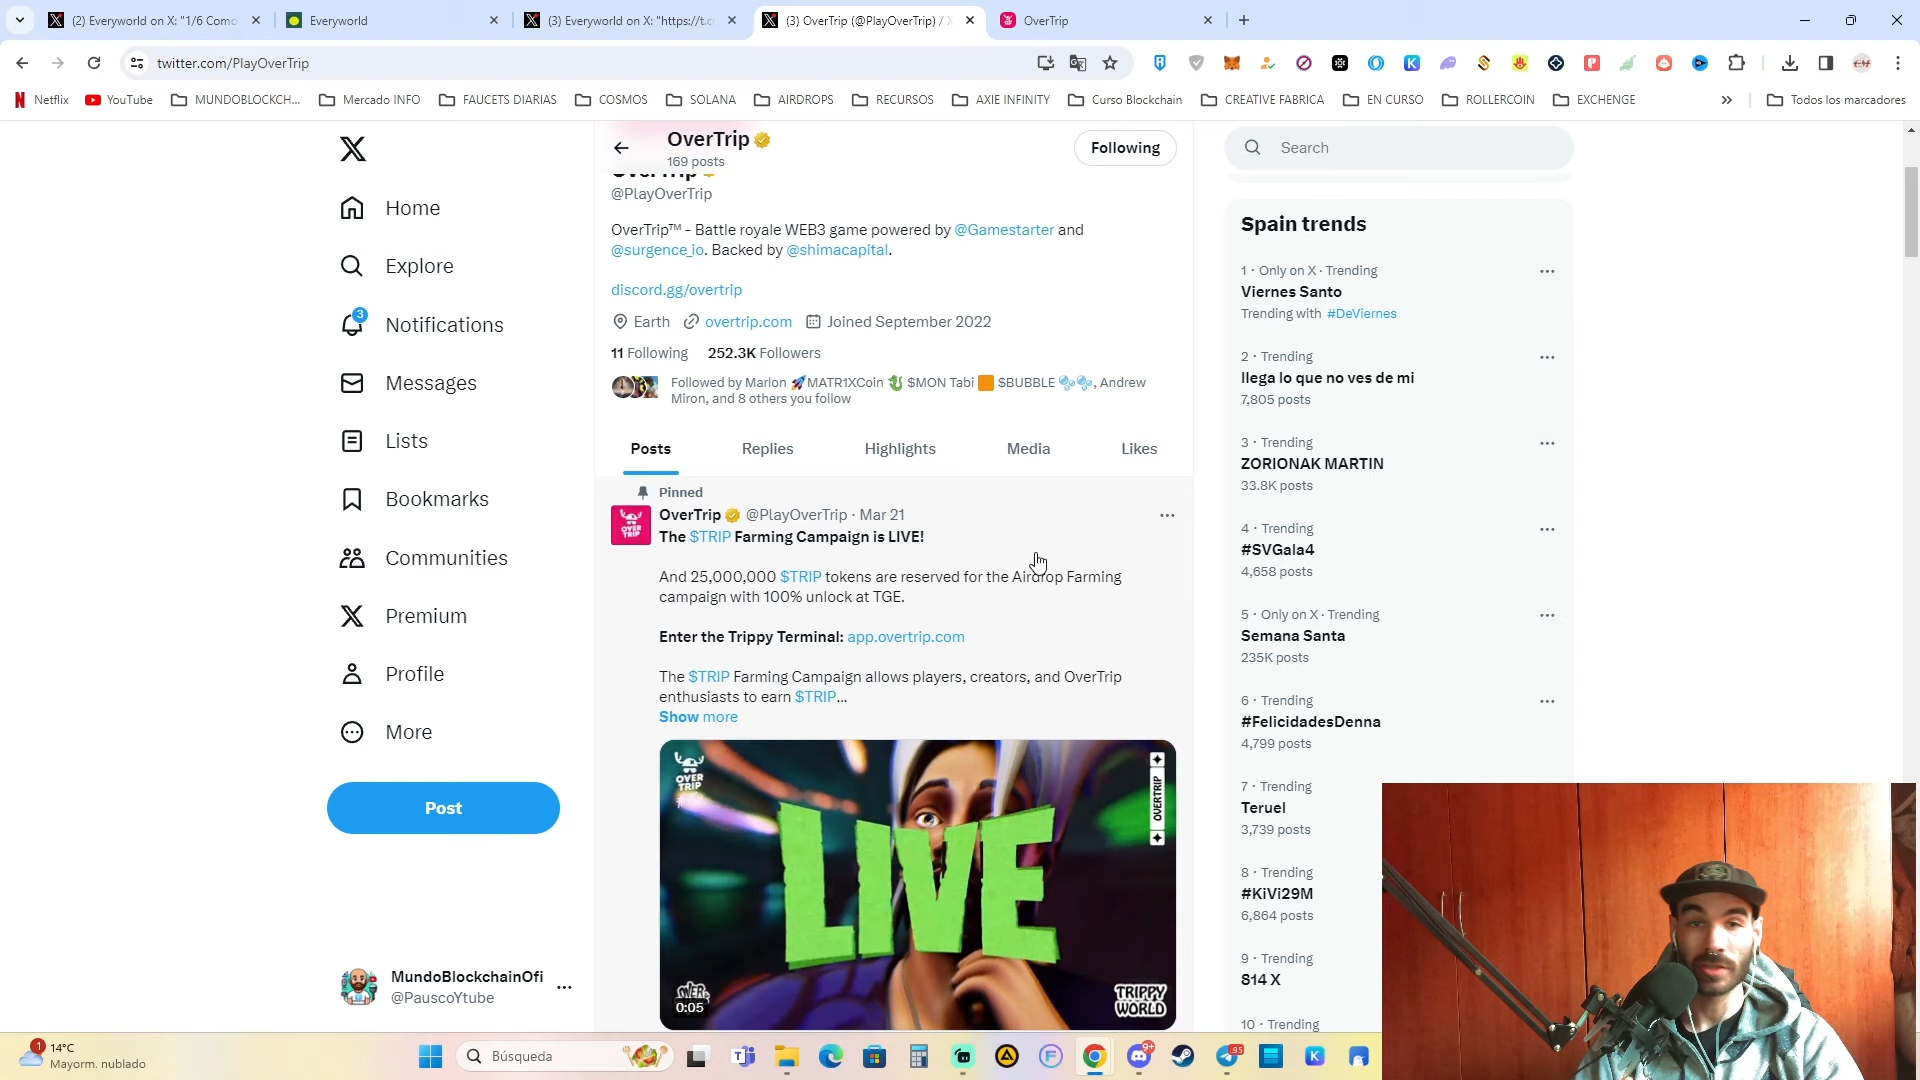 (2) Everyworld on X: "1/6 Como
Everyworld
(3) Everyworld on X: "https://t.c
(3) OverTrip (@PlayOverTrip) / X
OverTrip
twitter.com/PlayOverTrip
Netflix
YouTube
MUNDOBLOCKCH...
Mercado INFO
FAUCETS DIARIAS
COSMOS
SOLANA
AIRDROPS
RECURSOS
AXIE INFINITY
Curso Blockchain
CREATIVE FABRICA
EN CURSO
ROLLERCOIN
EXCHENGE
Todos los marcadores
Home
Explore
3
Notifications
Messages
Lists
Bookmarks
Communities
Premium
Profile
More
Post
MundoBlockchainOfi
@PauscoYtube
OverTrip
169 posts
Following
OverTrip
@PlayOverTrip
OverTrip™ - Battle royale WEB3 game powered by @Gamestarter and
@surgence_io. Backed by @shimacapital.
discord.gg/overtrip
Earth overtrip.com Joined September 2022
11 Following 252.3K Followers
Followed by Marlon 🚀MATR1XCoin 🐉 $MON Tabi 🟧 $BUBBLE 🫧🫧, Andrew
Miron, and 8 others you follow
Posts Replies Highlights Media Likes
Pinned
OverTrip @PlayOverTrip · Mar 21
The $TRIP Farming Campaign is LIVE!
And 25,000,000 $TRIP tokens are reserved for the Airdrop Farming
campaign with 100% unlock at TGE.
Enter the Trippy Terminal: app.overtrip.com
The $TRIP Farming Campaign allows players, creators, and OverTrip
enthusiasts to earn $TRIP...
Show more
OVER
TRIP
OVERTRIP
LIVE
0:05
TRIPPY
WORLD
Search
Spain trends
1 · Only on X · Trending
Viernes Santo
Trending with #DeViernes
2 · Trending
llega lo que no ves de mi
7,805 posts
3 · Trending
ZORIONAK MARTIN
33.8K posts
4 · Trending
#SVGala4
4,658 posts
5 · Only on X · Trending
Semana Santa
235K posts
6 · Trending
#FelicidadesDenna
4,799 posts
7 · Trending
Teruel
3,739 posts
8 · Trending
#KiVi29M
6,864 posts
9 · Trending
814 X
10 · Trending
1
14°C
Mayorm. nublado
Búsqueda
9+
95